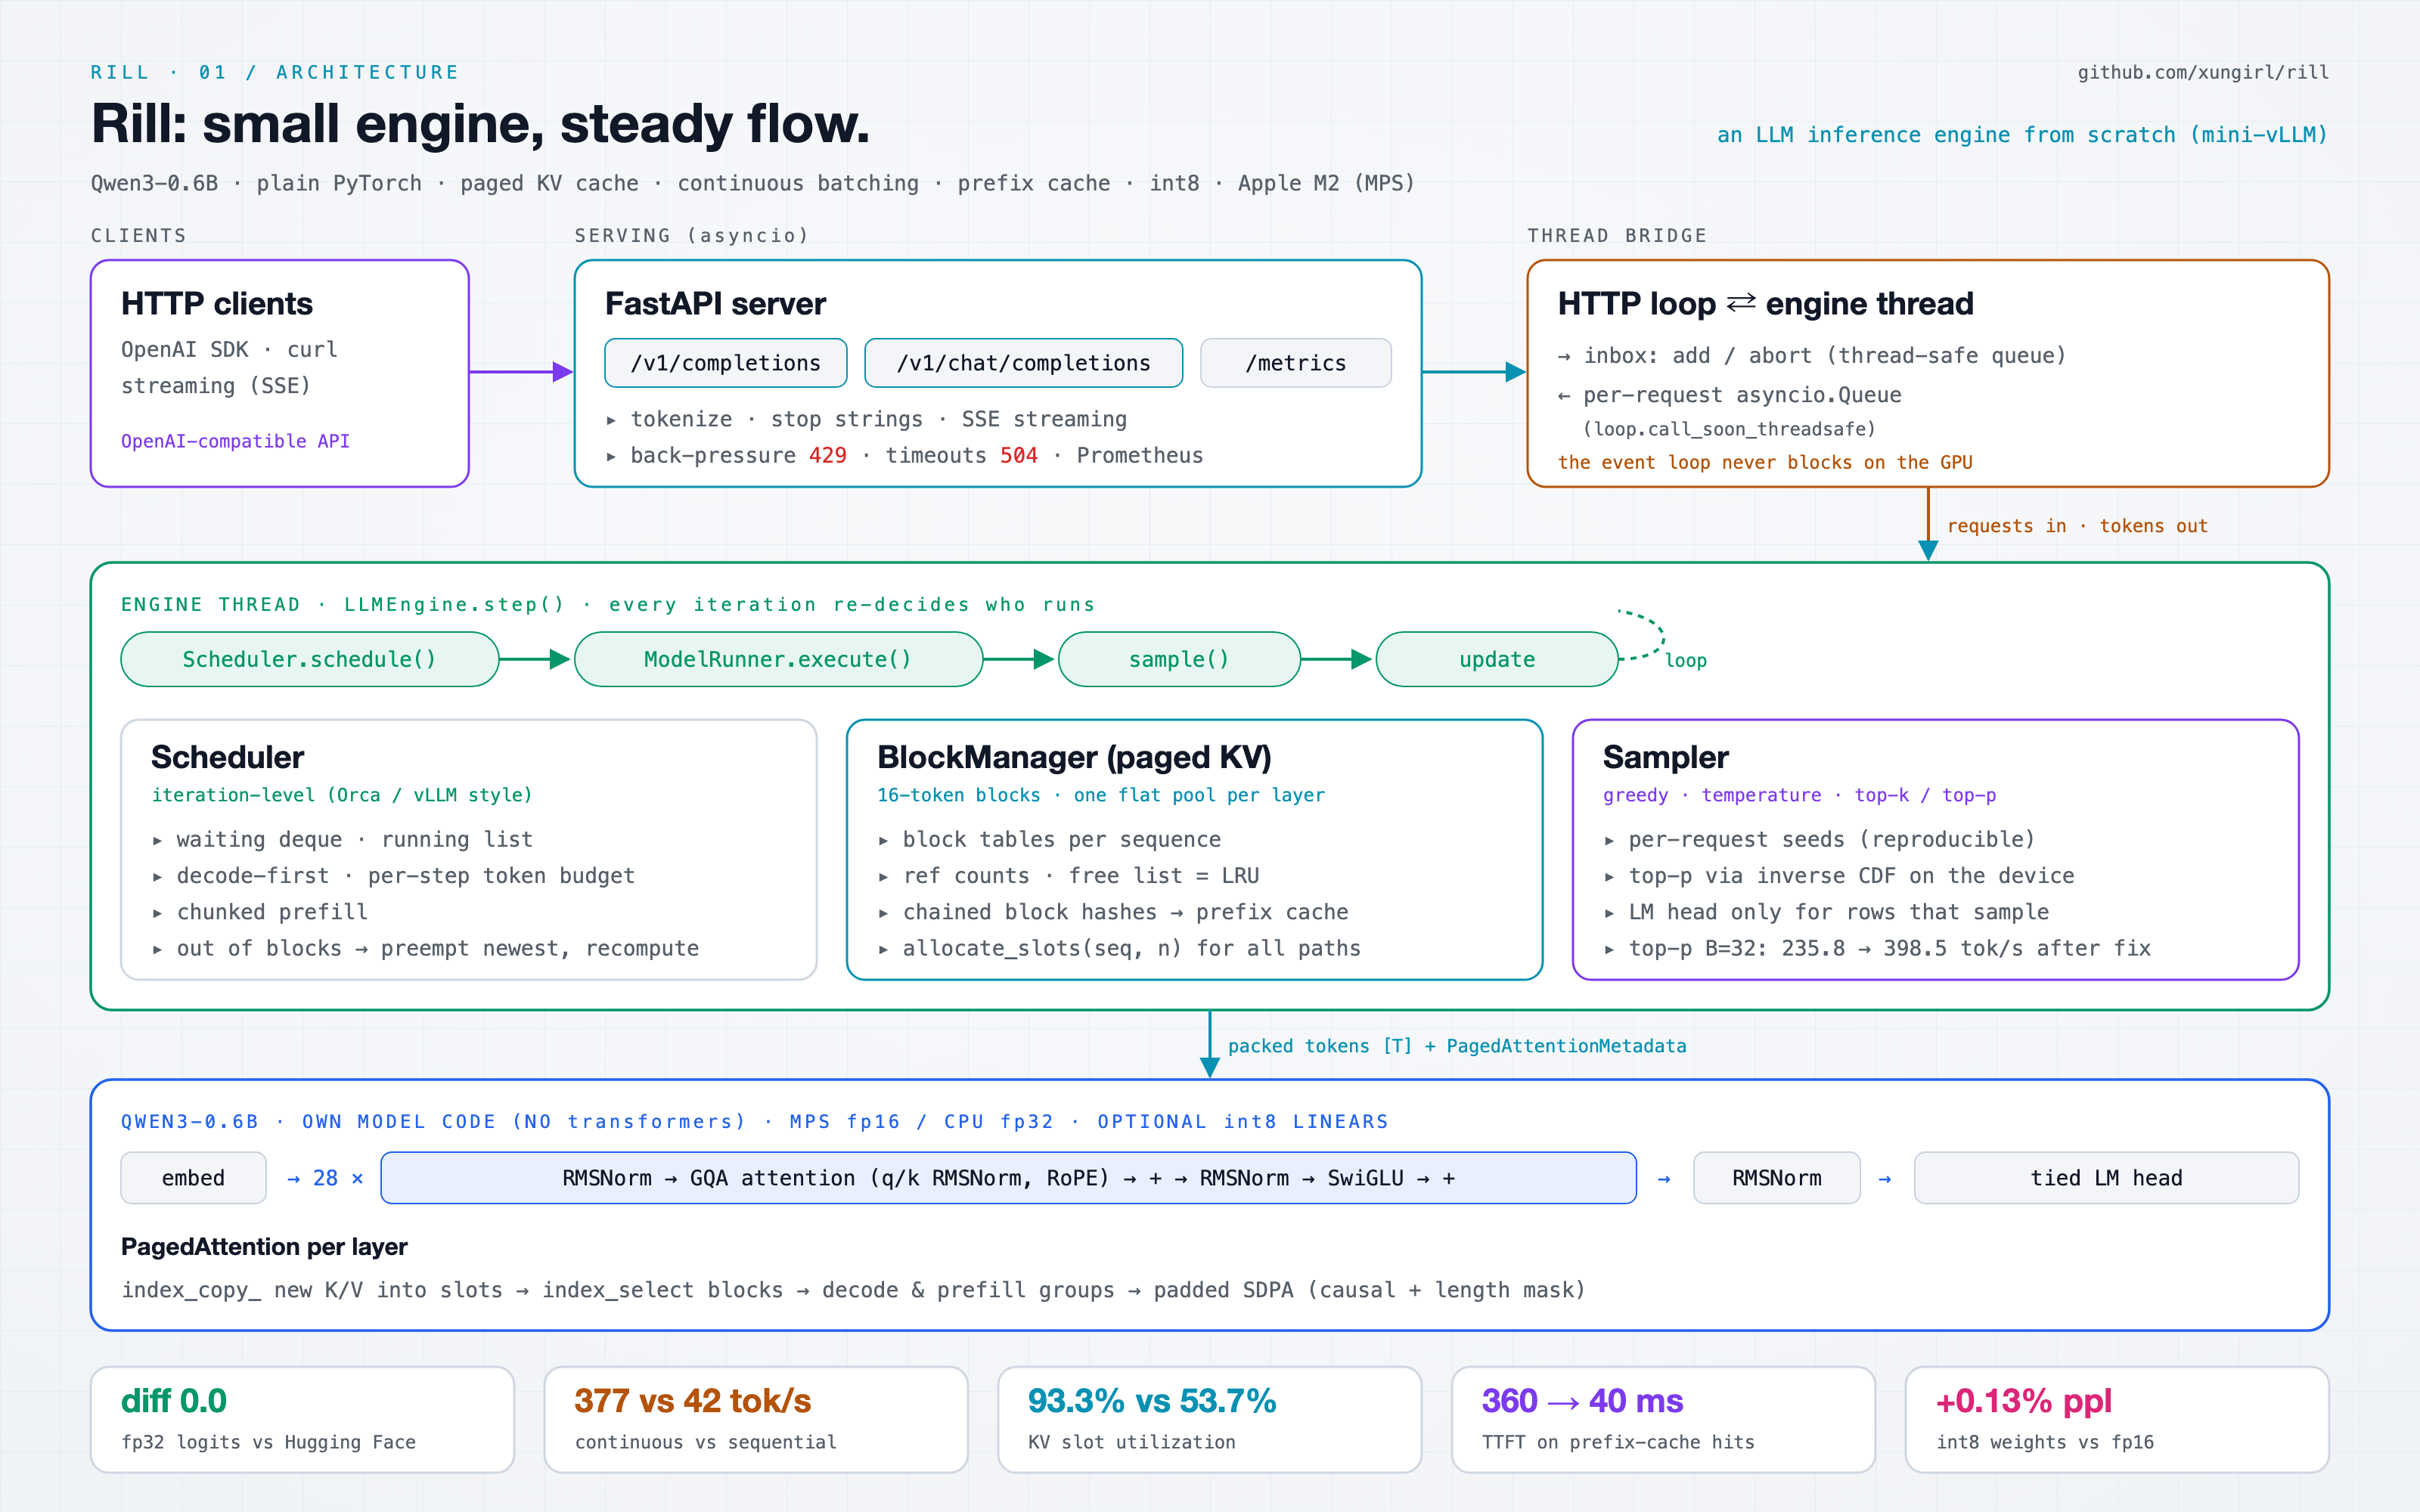 RILL · 01 / ARCHITECTURE
github.com/xungirl/rill
Rill: small engine, steady flow.
an LLM inference engine from scratch (mini-vLLM)
Qwen3-0.6B · plain PyTorch · paged KV cache · continuous batching · prefix cache · int8 · Apple M2 (MPS)
CLIENTS
HTTP clients
OpenAI SDK · curl
streaming (SSE)
OpenAI-compatible API
SERVING (asyncio)
FastAPI server
/v1/completions
/v1/chat/completions
/metrics
▸ tokenize · stop strings · SSE streaming
▸ back-pressure 429 · timeouts 504 · Prometheus
THREAD BRIDGE
HTTP loop ⇄ engine thread
→ inbox: add / abort (thread-safe queue)
← per-request asyncio.Queue
(loop.call_soon_threadsafe)
the event loop never blocks on the GPU
requests in · tokens out
ENGINE THREAD · LLMEngine.step() · every iteration re-decides who runs
Scheduler.schedule()
ModelRunner.execute()
sample()
update
loop
Scheduler
iteration-level (Orca / vLLM style)
▸ waiting deque · running list
▸ decode-first · per-step token budget
▸ chunked prefill
▸ out of blocks → preempt newest, recompute
BlockManager (paged KV)
16-token blocks · one flat pool per layer
▸ block tables per sequence
▸ ref counts · free list = LRU
▸ chained block hashes → prefix cache
▸ allocate_slots(seq, n) for all paths
Sampler
greedy · temperature · top-k / top-p
▸ per-request seeds (reproducible)
▸ top-p via inverse CDF on the device
▸ LM head only for rows that sample
▸ top-p B=32: 235.8 → 398.5 tok/s after fix
packed tokens [T] + PagedAttentionMetadata
QWEN3-0.6B · OWN MODEL CODE (NO transformers) · MPS fp16 / CPU fp32 · OPTIONAL int8 LINEARS
embed
→ 28 ×
RMSNorm → GQA attention (q/k RMSNorm, RoPE) → + → RMSNorm → SwiGLU → +
→
RMSNorm
→
tied LM head
PagedAttention per layer
index_copy_ new K/V into slots → index_select blocks → decode & prefill groups → padded SDPA (causal + length mask)
diff 0.0
fp32 logits vs Hugging Face
377 vs 42 tok/s
continuous vs sequential
93.3% vs 53.7%
KV slot utilization
360 → 40 ms
TTFT on prefix-cache hits
+0.13% ppl
int8 weights vs fp16